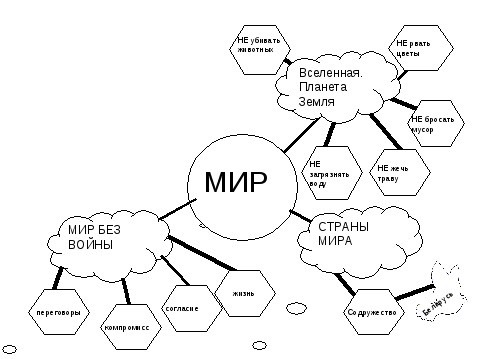 НЕ убивать
животных
НЕ рвать
цветы
Вселенная.
Планета
Земля
НЕ бросать
мусор
НЕ
загрязнять
воду
НЕ жечь
траву
МИР
МИР БЕЗ
ВОЙНЫ
СТРАНЫ
МИРА
переговоры
компромисс
согласие
жизнь
Содружество
Беларусь